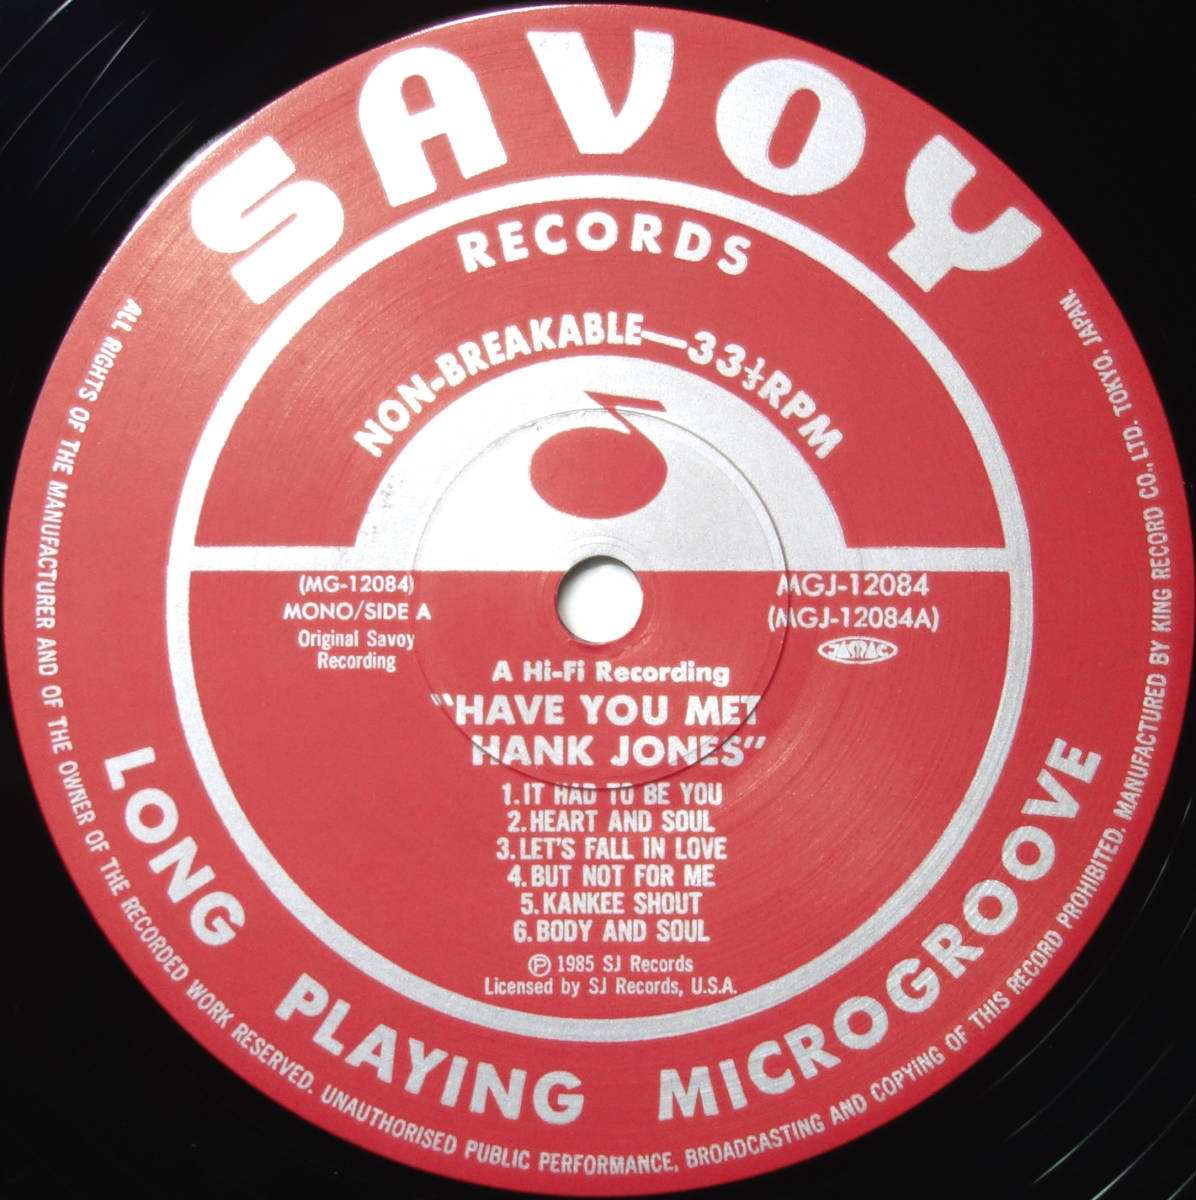 SAVOY
RECORDS
NON-BREAKABLE—33⅓RPM
(MG-12084)
MONO/SIDE A
Original Savoy
Recording
MGJ-12084
(MGJ-12084A)
JASRAC
A Hi-Fi Recording
"HAVE YOU MET
HANK JONES"
1.IT HAD TO BE YOU
2.HEART AND SOUL
3.LET'S FALL IN LOVE
4.BUT NOT FOR ME
5.KANKEE SHOUT
6.BODY AND SOUL
Ⓟ 1985 SJ Records
Licensed by SJ Records, U.S.A.
LONG PLAYING MICROGROOVE
ALL RIGHTS OF THE MANUFACTURER AND OF THE OWNER OF THE RECORDED WORK RESERVED. UNAUTHORISED PUBLIC PERFORMANCE, BROADCASTING AND COPYING OF THIS RECORD PROHIBITED. MANUFACTURED BY KING RECORD CO., LTD. TOKYO, JAPAN.